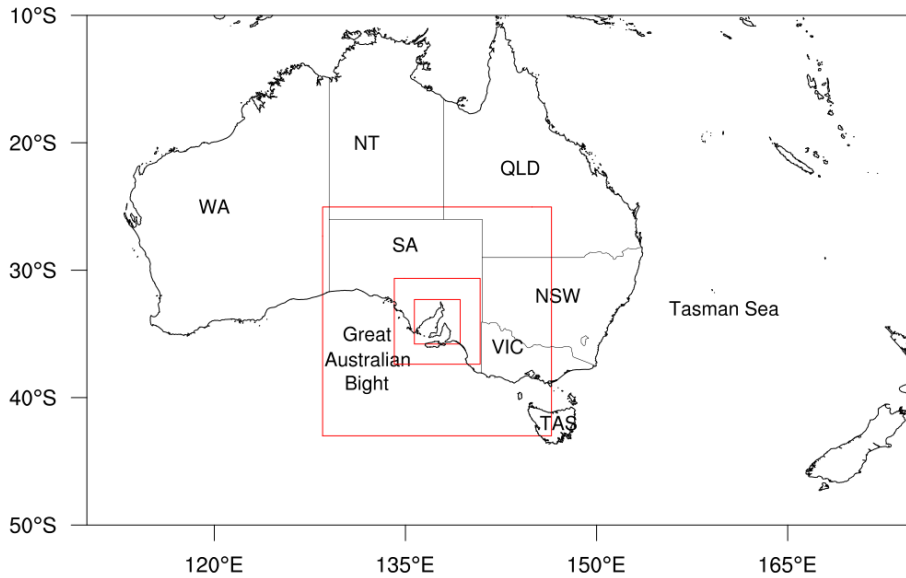 10°S
20°S
30°S
40°S
50°S
NT
QLD
WA
SA
NSW
Tasman Sea
Great
Australian
Bight
VIC
TAS
120°E
135°E
150°E
165°E